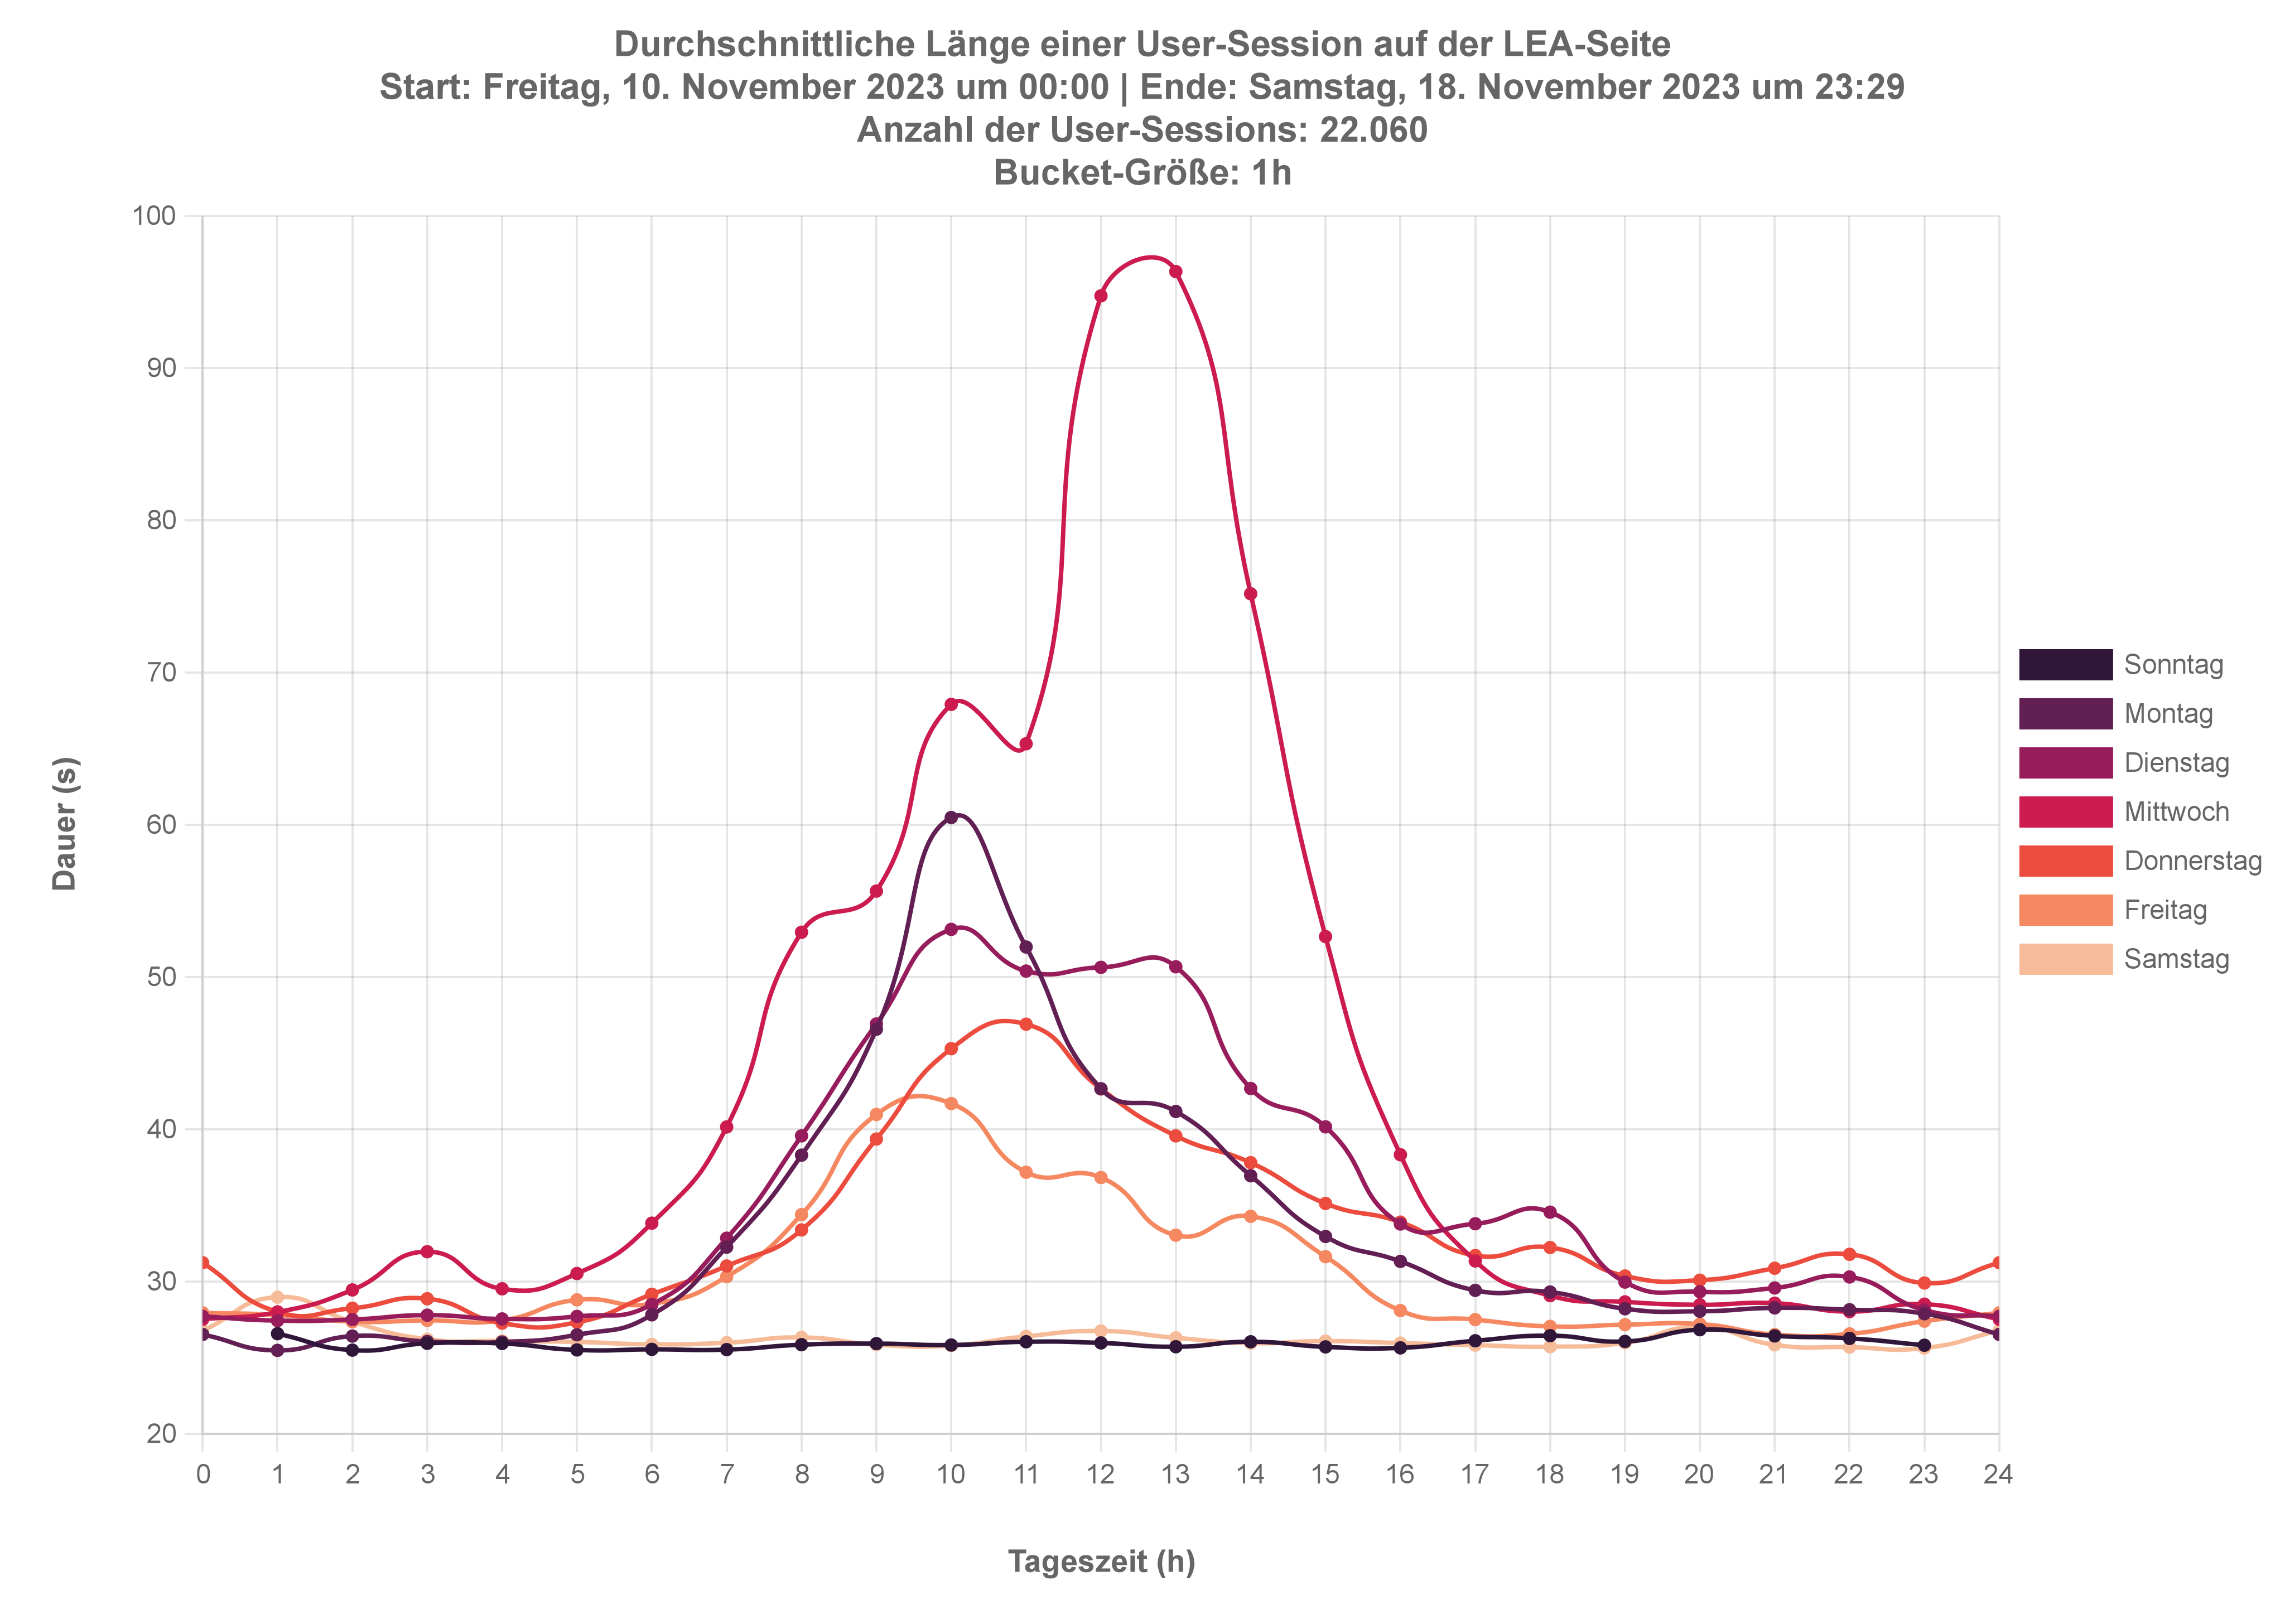 Durchschnittliche Länge einer User-Session auf der LEA-Seite
Start: Freitag, 10. November 2023 um 00:00 | Ende: Samstag, 18. November 2023 um 23:29
Anzahl der User-Sessions: 22.060
Bucket-Größe: 1h
100
90
80
70
60
50
40
30
20
Dauer (s)
0 1 2 3 4 5 6 7 8 9 10 11 12 13 14 15 16 17 18 19 20 21 22 23 24
Tageszeit (h)
Sonntag
Montag
Dienstag
Mittwoch
Donnerstag
Freitag
Samstag